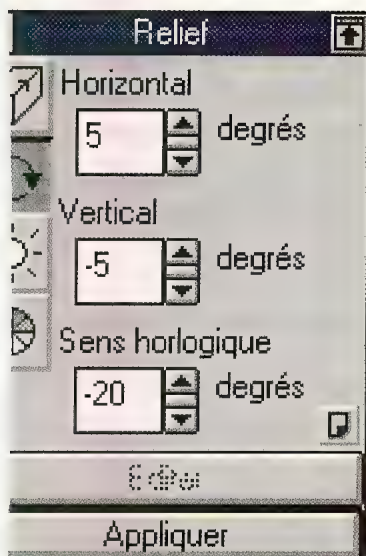 Relief
Horizontal
5 degrés
Vertical
-5 degrés
Sens horlogique
-20 degrés
Appliquer